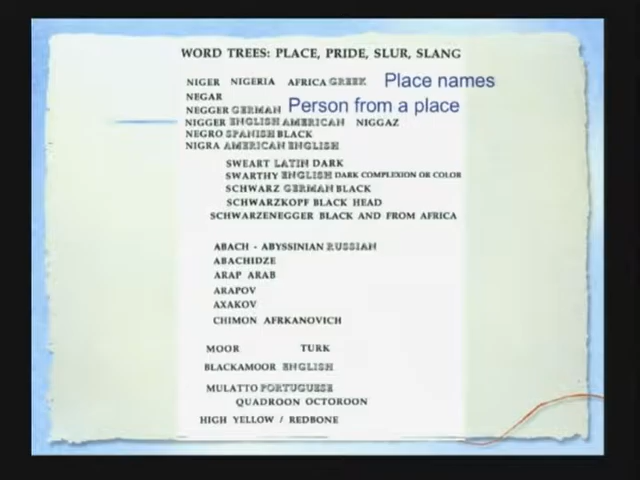 WORD TREES: PLACE, PRIDE, SLUR, SLANG
NIGER NIGERIA AFRICA GREEK Place names
NEGAR
NEGGER GERMAN Person from a place
NIGGER ENGLISH AMERICAN NIGGAZ
NEGRO SPANISH BLACK
NIGRA AMERICAN ENGLISH
SWEART LATIN DARK
SWARTHY ENGLISH DARK COMPLEXION OR COLOR
SCHWARZ GERMAN BLACK
SCHWARZKOPF BLACK HEAD
SCHWARZENEGGER BLACK AND FROM AFRICA
ABACH - ABYSSINIAN RUSSIAN
ABACHIDZE
ARAP ARAB
ARAPOV
AXAKOV
CHIMON AFRKANOVICH
MOOR TURK
BLACKAMOOR ENGLISH
MULATTO PORTUGUESE
QUADROON OCTOROON
HIGH YELLOW / REDBONE